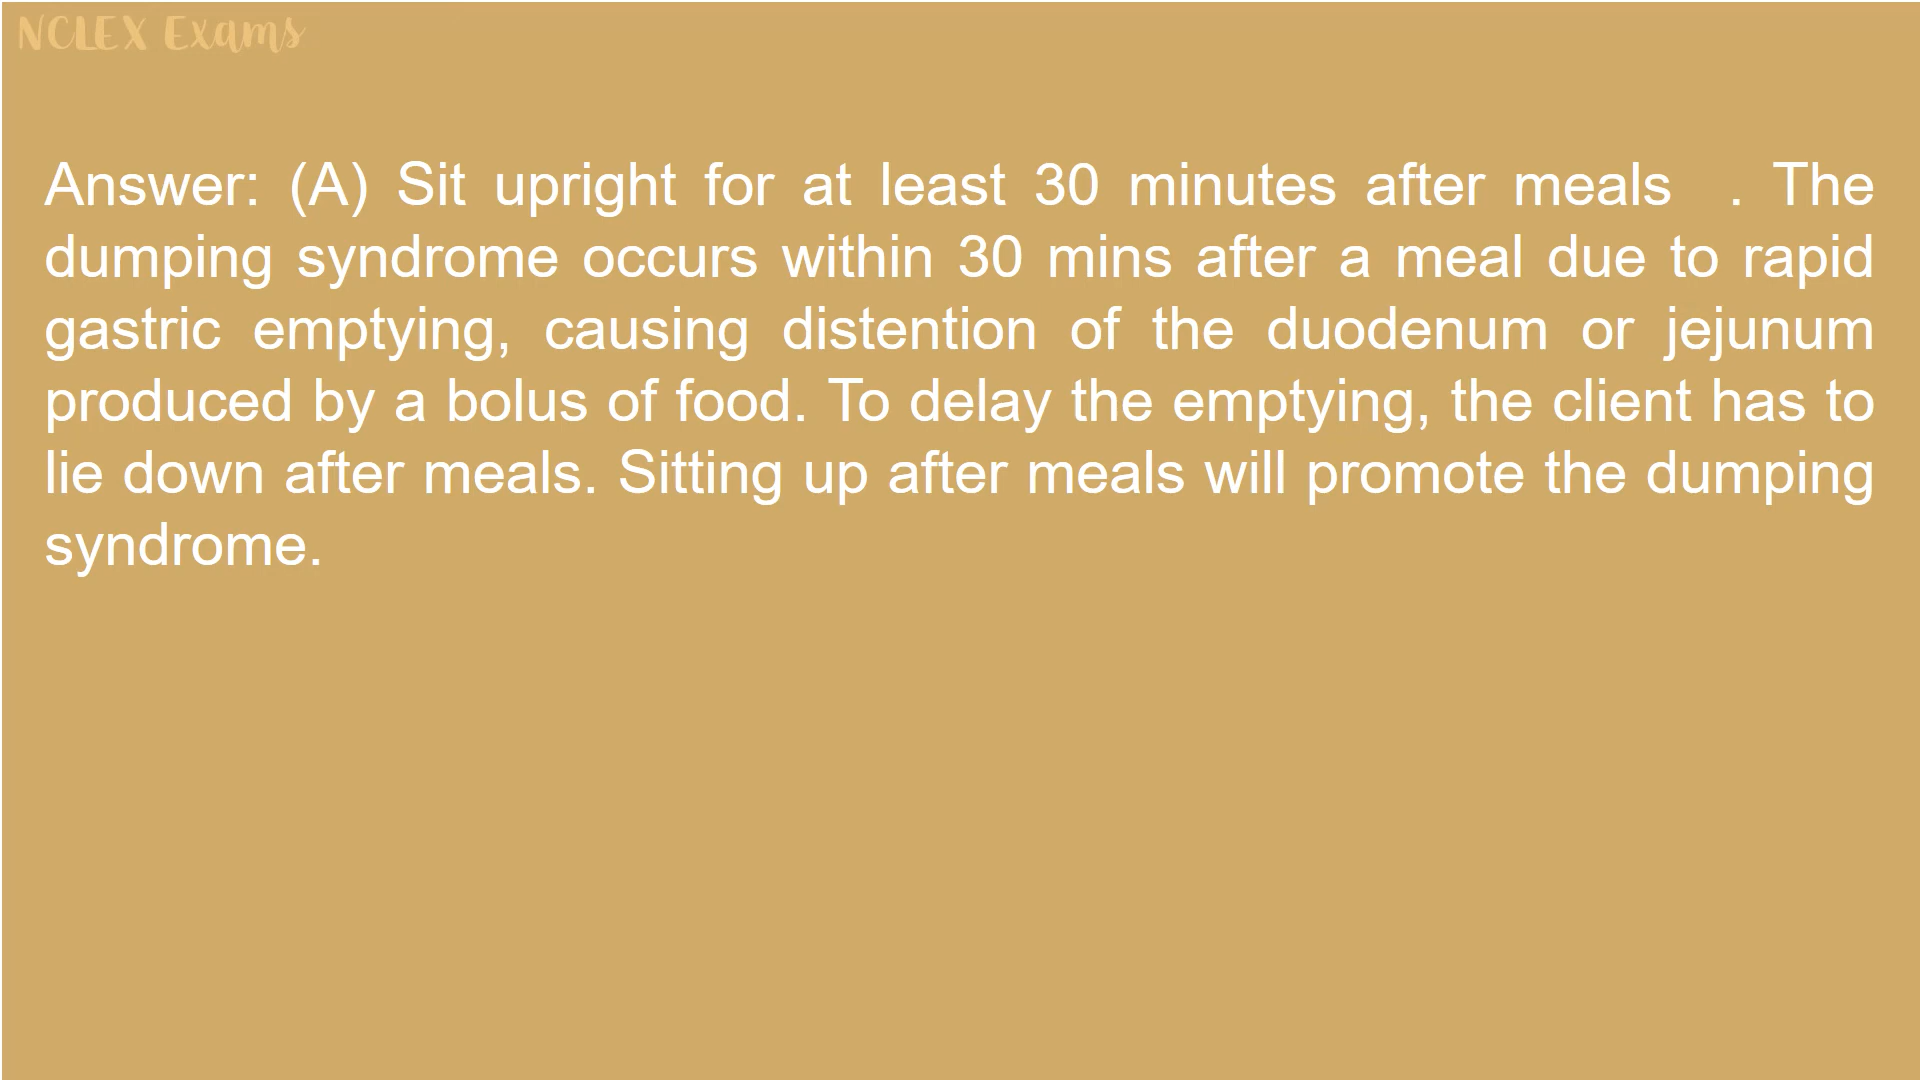 NCLEX Exams
Answer: (A) Sit upright for at least 30 minutes after meals . The
dumping syndrome occurs within 30 mins after a meal due to rapid
gastric emptying, causing distention of the duodenum or jejunum
produced by a bolus of food. To delay the emptying, the client has to
lie down after meals. Sitting up after meals will promote the dumping
syndrome.